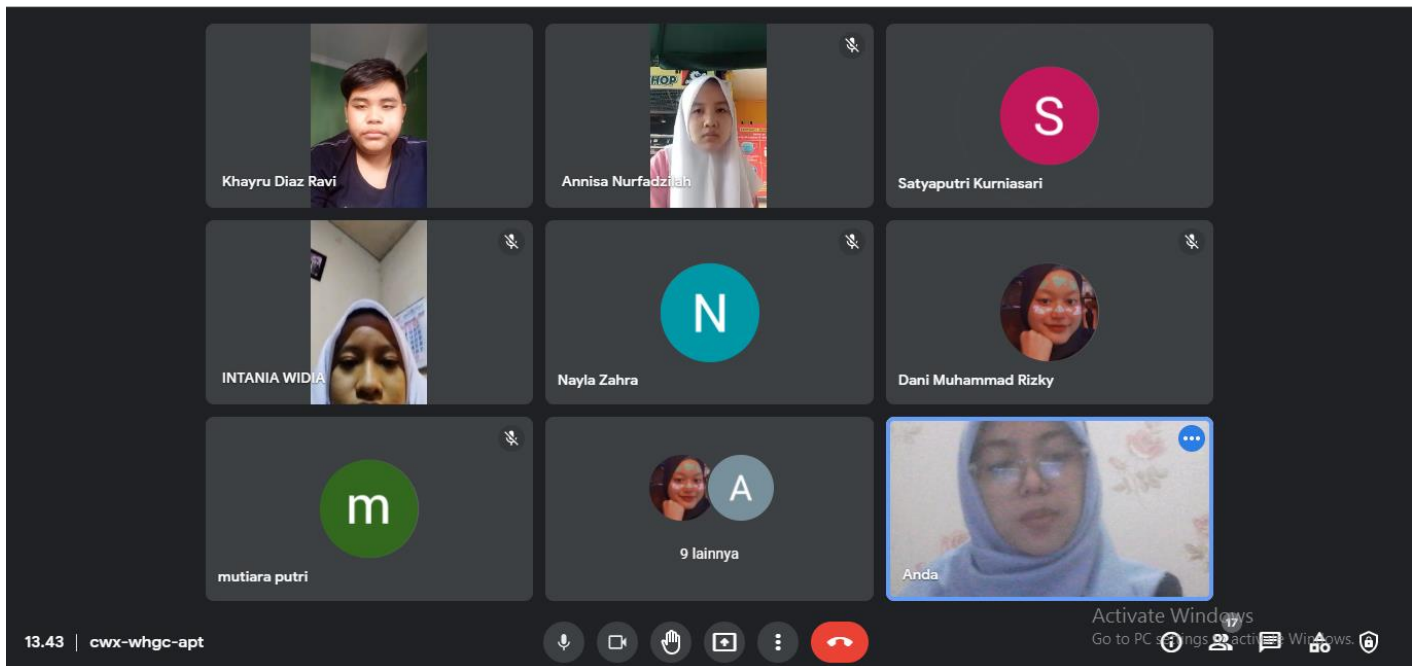 HOP
Khayru Diaz Ravi
Annisa Nurfadzilah
S
Satyaputri Kurniasari
INTANIA WIDIA
N
Nayla Zahra
Dani Muhammad Rizky
m
mutiara putri
A
9 lainnya
Anda
13.43 | cwx-whgc-apt
17
Activate Windows
Go to PC settings to activate Windows.